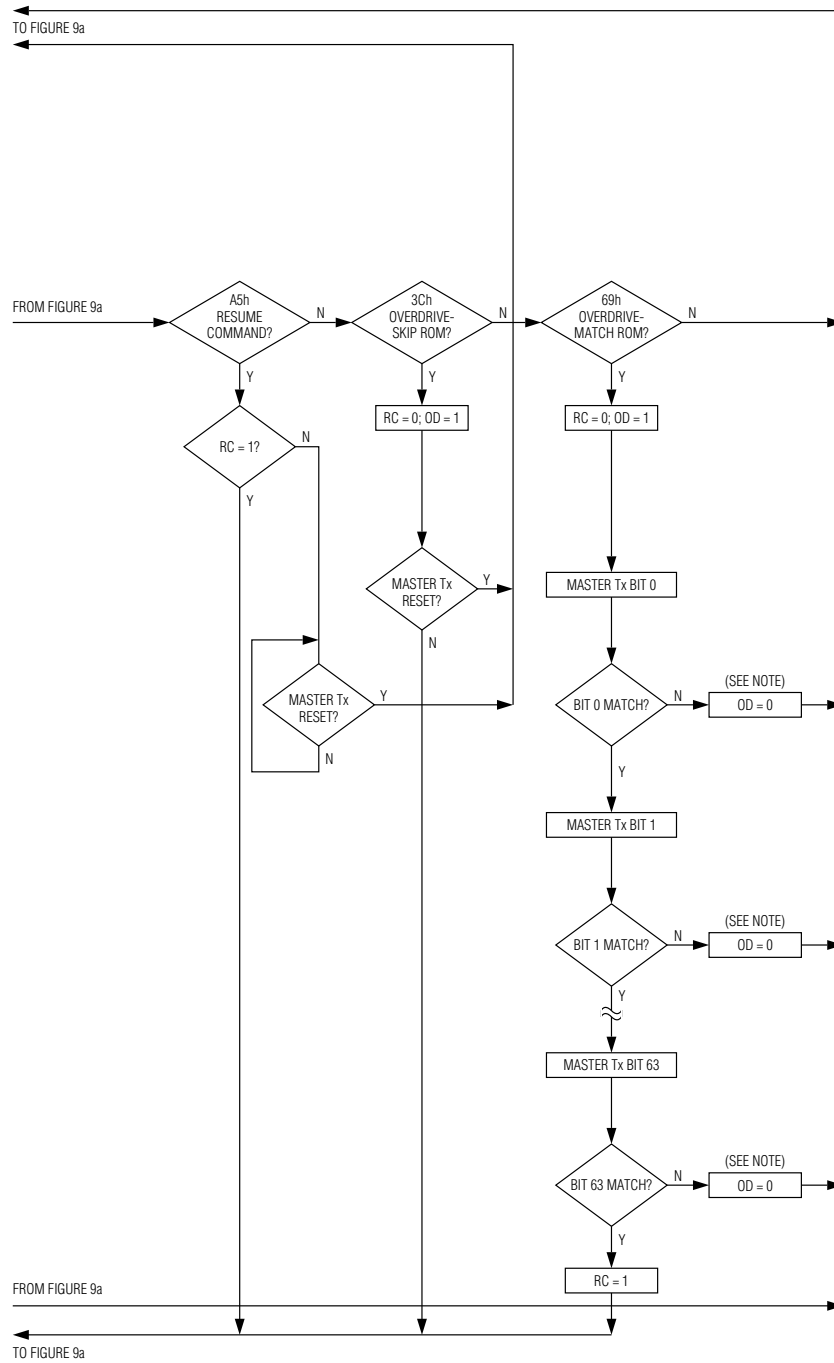 TO FIGURE 9a
FROM FIGURE 9a
A5h
RESUME
COMMAND?
N
Y
3Ch
OVERDRIVE-
SKIP ROM?
N
Y
69h
OVERDRIVE-
MATCH ROM?
N
Y
RC = 1?
N
Y
RC = 0; OD = 1
RC = 0; OD = 1
MASTER Tx
RESET?
Y
N
MASTER Tx BIT 0
MASTER Tx
RESET?
Y
N
BIT 0 MATCH?
N
Y
(SEE NOTE)
OD = 0
MASTER Tx BIT 1
BIT 1 MATCH?
N
Y
(SEE NOTE)
OD = 0
MASTER Tx BIT 63
BIT 63 MATCH?
N
Y
(SEE NOTE)
OD = 0
RC = 1
FROM FIGURE 9a
TO FIGURE 9a